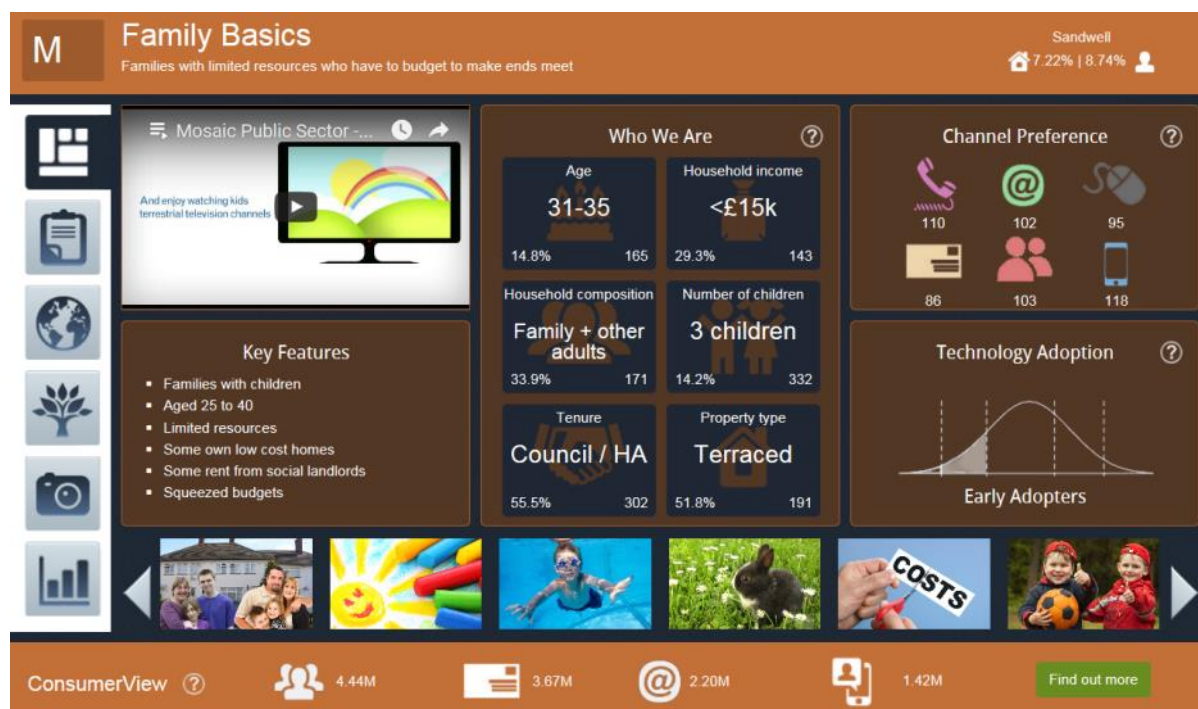 M
Family Basics
Families with limited resources who have to budget to make ends meet
Sandwell
7.22% | 8.74%
Mosaic Public Sector -...
And enjoy watching kids
terrestrial television channels
Key Features
Families with children
Aged 25 to 40
Limited resources
Some own low cost homes
Some rent from social landlords
Squeezed budgets
Who We Are ?
Age
31-35
14.8% 165
Household income
<£15k
29.3% 143
Household composition
Family + other
adults
33.9% 171
Number of children
3 children
14.2% 332
Tenure
Council / HA
55.5% 302
Property type
Terraced
51.8% 191
Channel Preference ?
@
110 102 95
86 103 118
Technology Adoption ?
Early Adopters
COSTS
ConsumerView ? 4.44M 3.67M @ 2.20M 1.42M Find out more